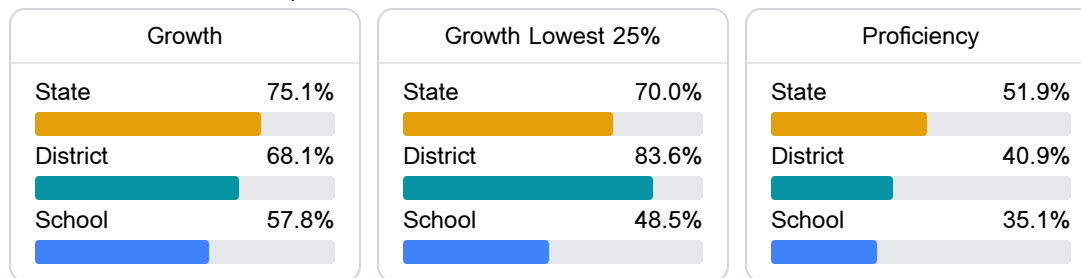 Growth
State 75.1%
District 68.1%
School 57.8%
Growth Lowest 25%
State 70.0%
District 83.6%
School 48.5%
Proficiency
State 51.9%
District 40.9%
School 35.1%